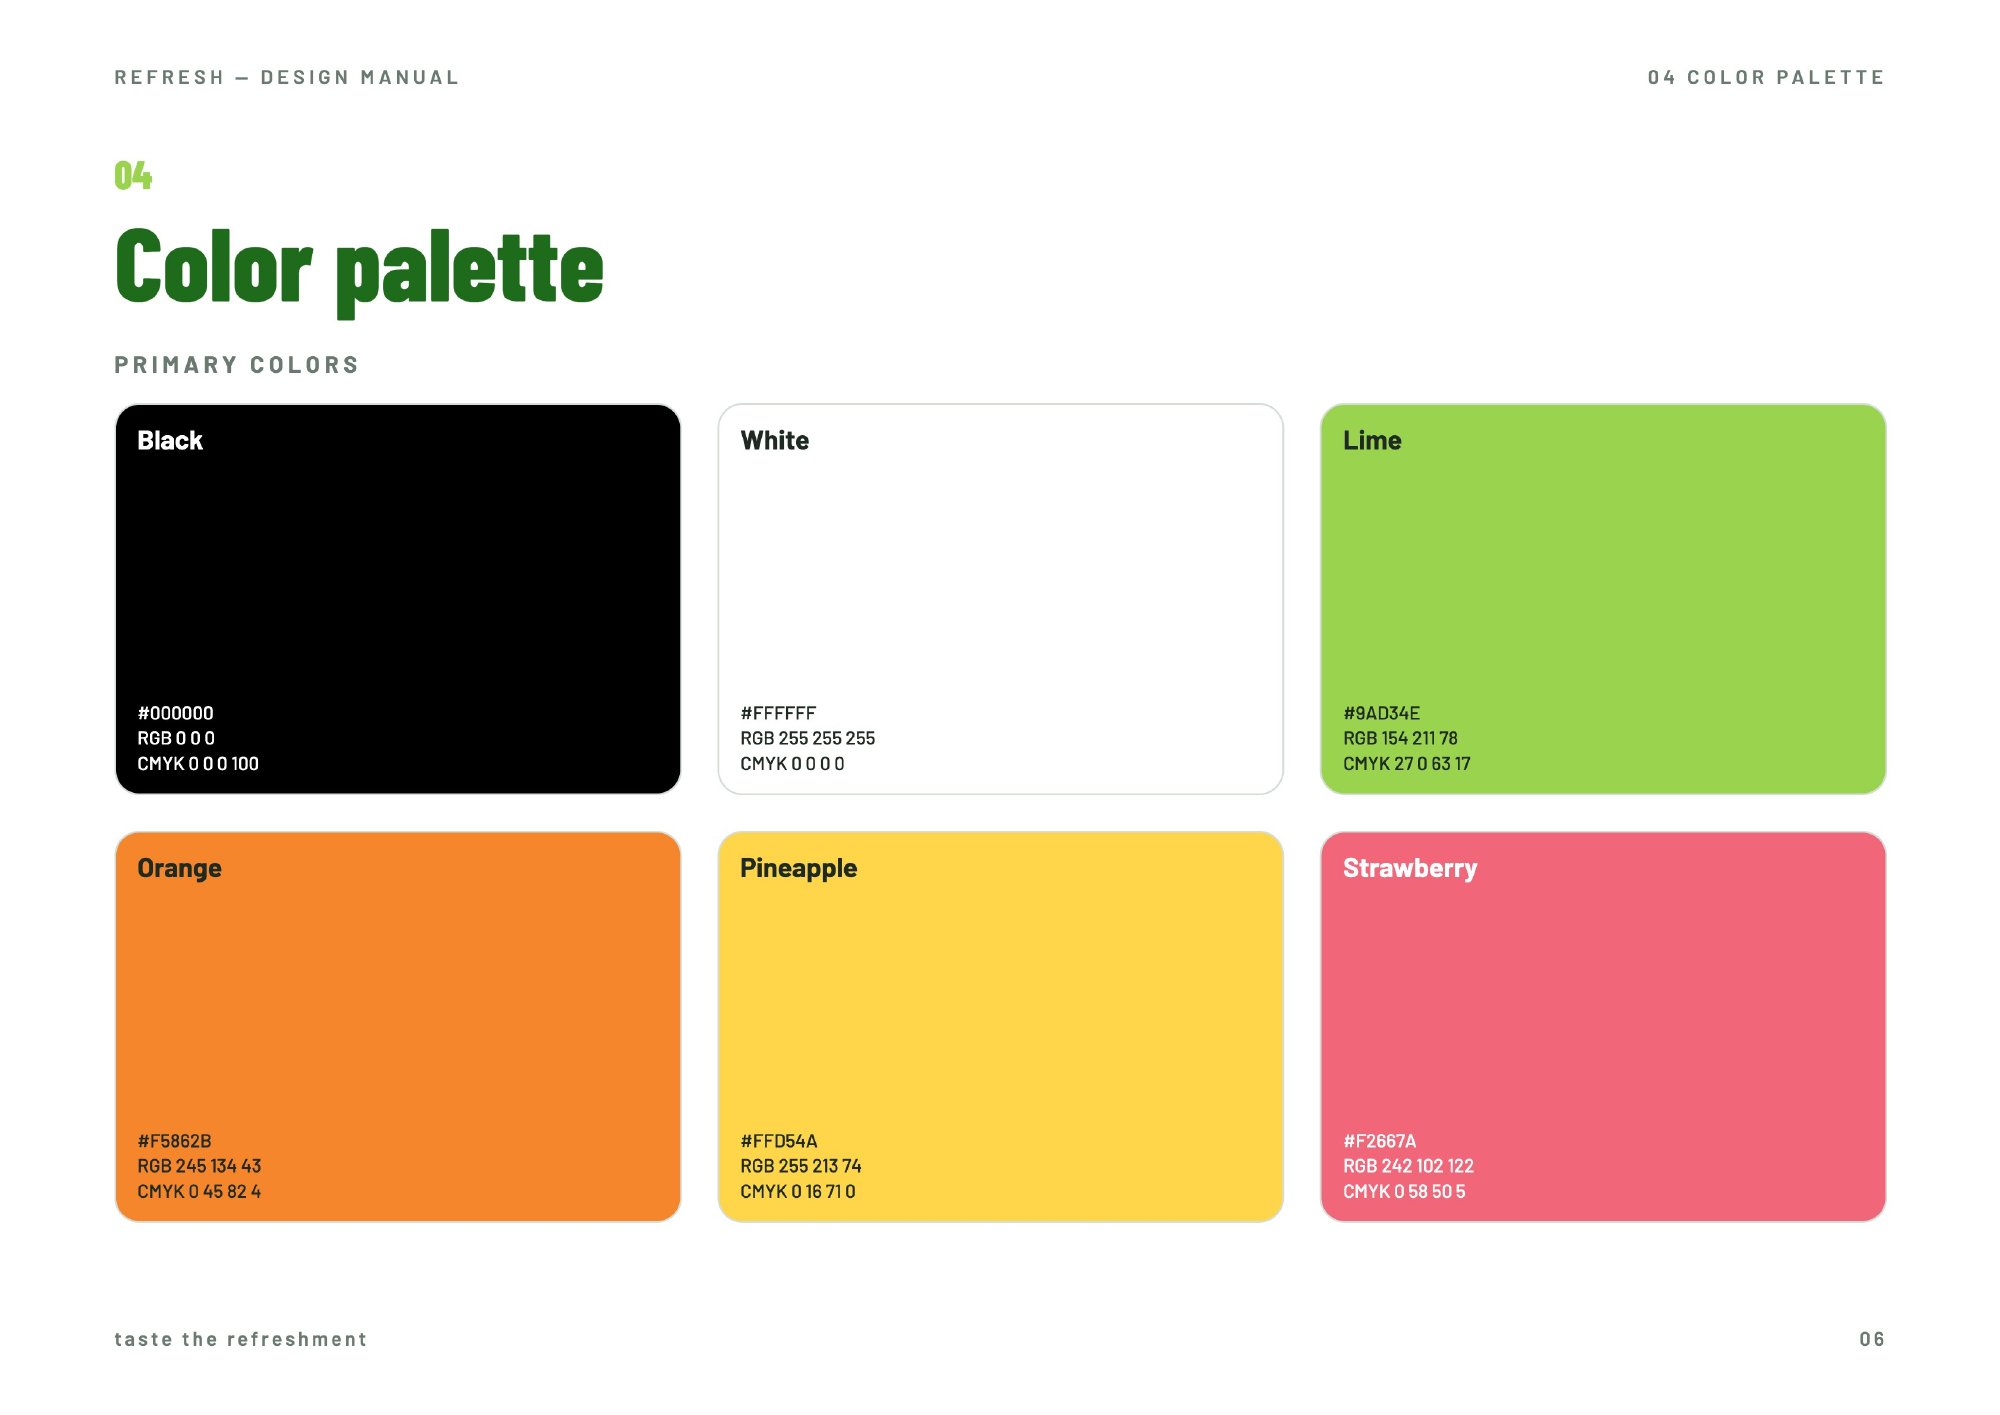 REFRESH – DESIGN MANUAL
04 COLOR PALETTE
04
Color palette
PRIMARY COLORS
Black
#000000
RGB 0 0 0
CMYK 0 0 0 100
White
#FFFFFF
RGB 255 255 255
CMYK 0 0 0 0
Lime
#9AD34E
RGB 154 211 78
CMYK 27 0 63 17
Orange
#F5862B
RGB 245 134 43
CMYK 0 45 82 4
Pineapple
#FFD54A
RGB 255 213 74
CMYK 0 16 71 0
Strawberry
#F2667A
RGB 242 102 122
CMYK 0 58 50 5
taste the refreshment
06